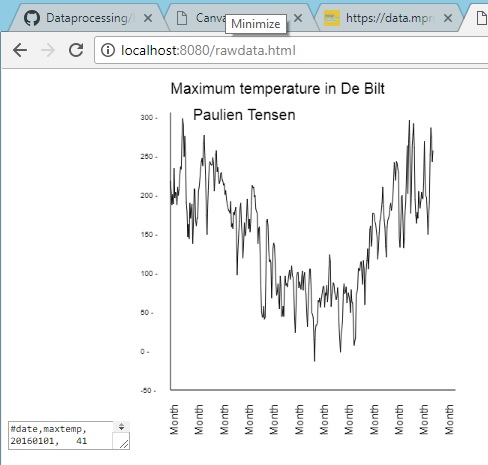 Dataprocessing/
Canva
Minimize
https://data.mpr
localhost:8080/rawdata.html
Maximum temperature in De Bilt
Paulien Tensen
300 -
250 -
200 -
150 -
100 -
50 -
0 -
-50 -
Month Month Month Month Month Month Month Month Month Month Month Month
#date,maxtemp,
20160101, 41